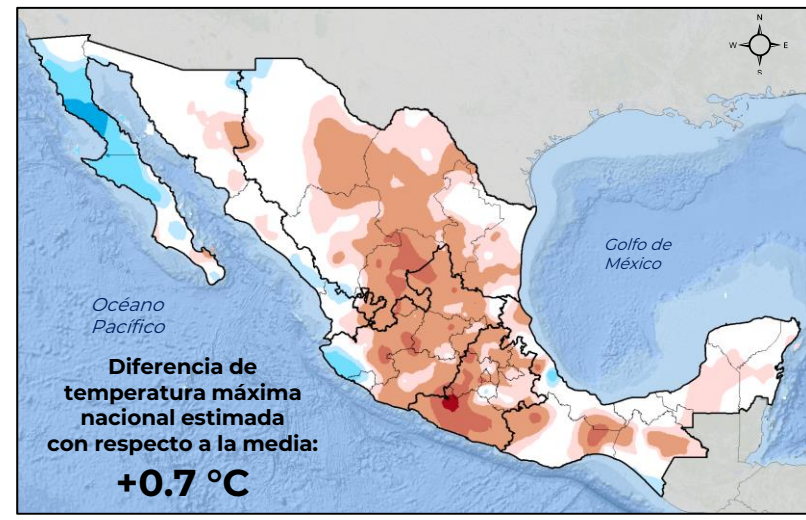 N
W E
S
Golfo de
México
Océano
Pacífico
Diferencia de
temperatura máxima
nacional estimada
con respecto a la media:
+0.7 °C